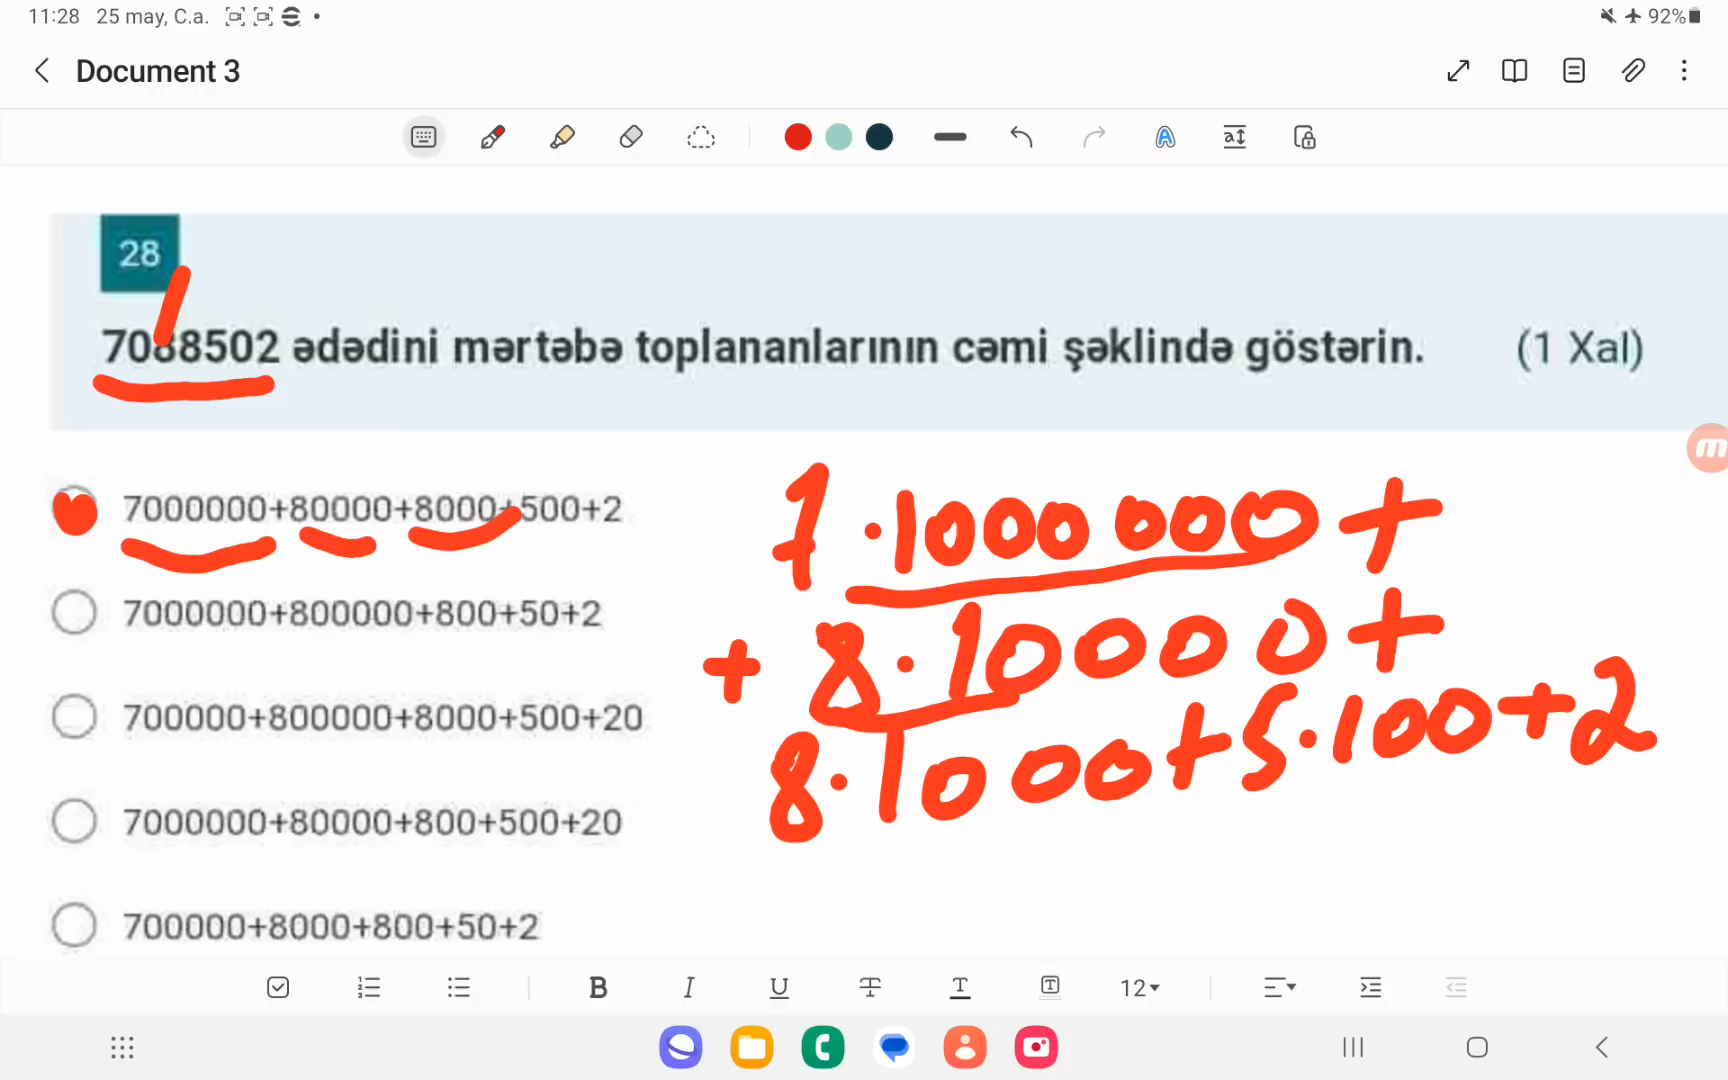 11:28 25 may, C.a. 92%
Document 3
28
7088502 ədədini mərtəbə toplananlarının cəmi şəklində göstərin. (1 Xal)
7000000+80000+8000+500+2
7000000+800000+800+50+2
700000+800000+8000+500+20
7000000+80000+800+500+20
700000+8000+800+50+2
7·1000 000+
+ 8·10000+
8·1000+5·100+2
B I U T T T 12